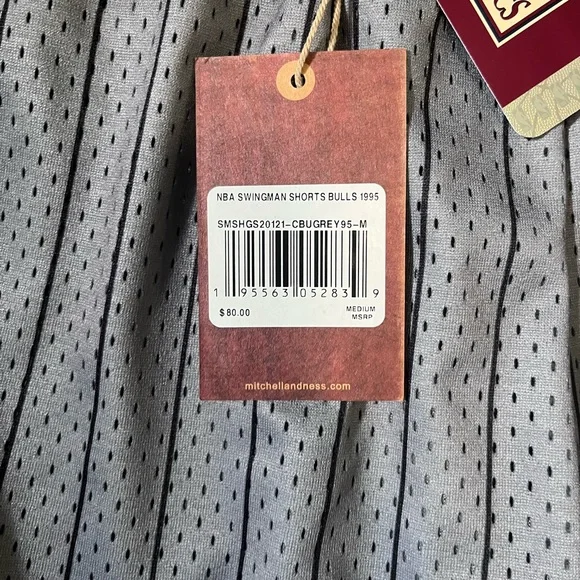 NBA SWINGMAN SHORTS BULLS 1995
SMSHGS20121-CBUGREY95-M
1 95563 05283 9
$80.00
MEDIUM
MSRP
mitchellandness.com